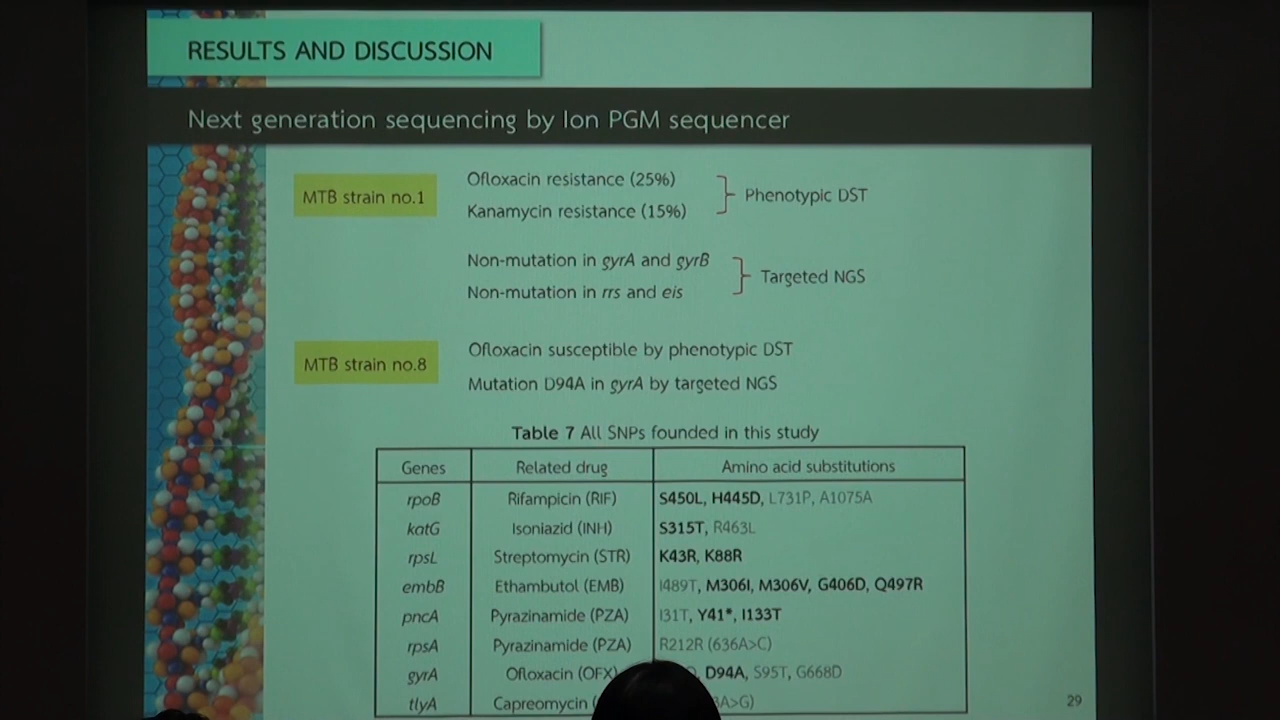 RESULTS AND DISCUSSION
Next generation sequencing by Ion PGM sequencer
MTB strain no.1
Ofloxacin resistance (25%)
Kanamycin resistance (15%)
Phenotypic DST
Non-mutation in gyrA and gyrB
Non-mutation in rrs and eis
Targeted NGS
MTB strain no.8
Ofloxacin susceptible by phenotypic DST
Mutation D94A in gyrA by targeted NGS
Table 7 All SNPs founded in this study
Genes Related drug Amino acid substitutions
rpoB Rifampicin (RIF) S450L, H445D, L731P, A1075A
katG Isoniazid (INH) S315T, R463L
rpsL Streptomycin (STR) K43R, K88R
embB Ethambutol (EMB) I489T, M306I, M306V, G406D, Q497R
pncA Pyrazinamide (PZA) I31T, Y41*, I133T
rpsA Pyrazinamide (PZA) R212R (636A>C)
gyrA Ofloxacin (OFX) D94A, S95T, G668D
tlyA Capreomycin A>G)
29